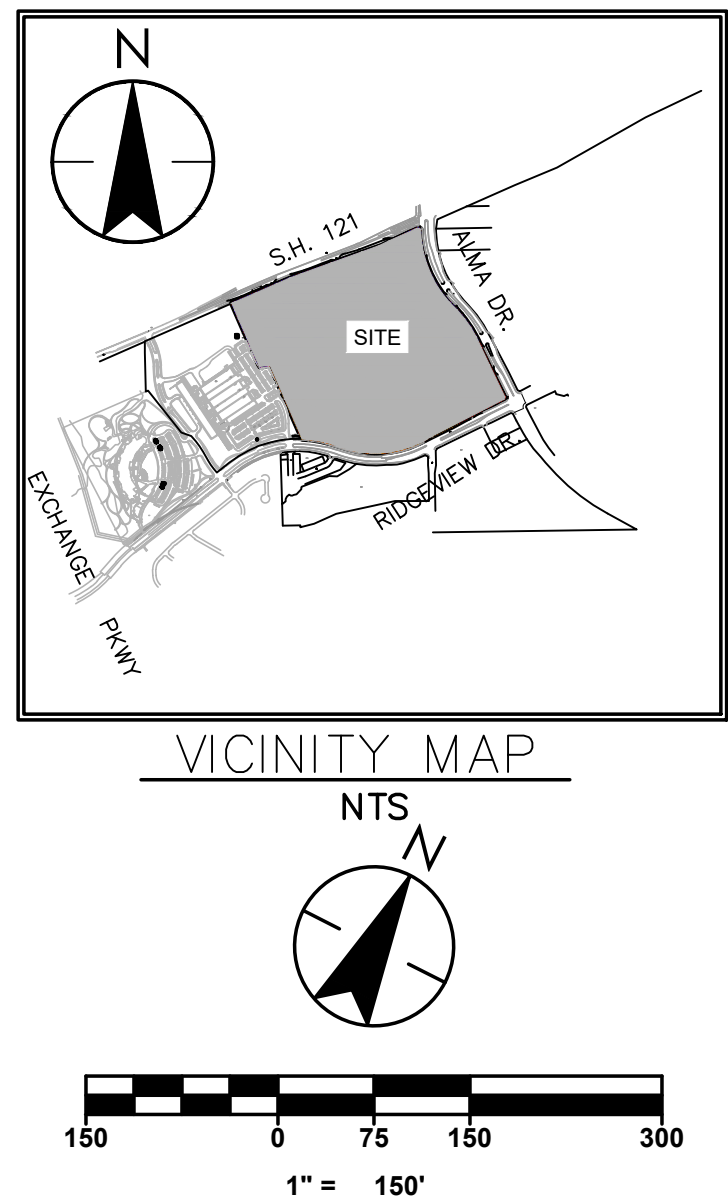 N
S.H. 121
ALMA DR.
SITE
RIDGEVIEW DR.
EXCHANGE
PKWY
VICINITY MAP
NTS
N
150 0 75 150 300
1" = 150'